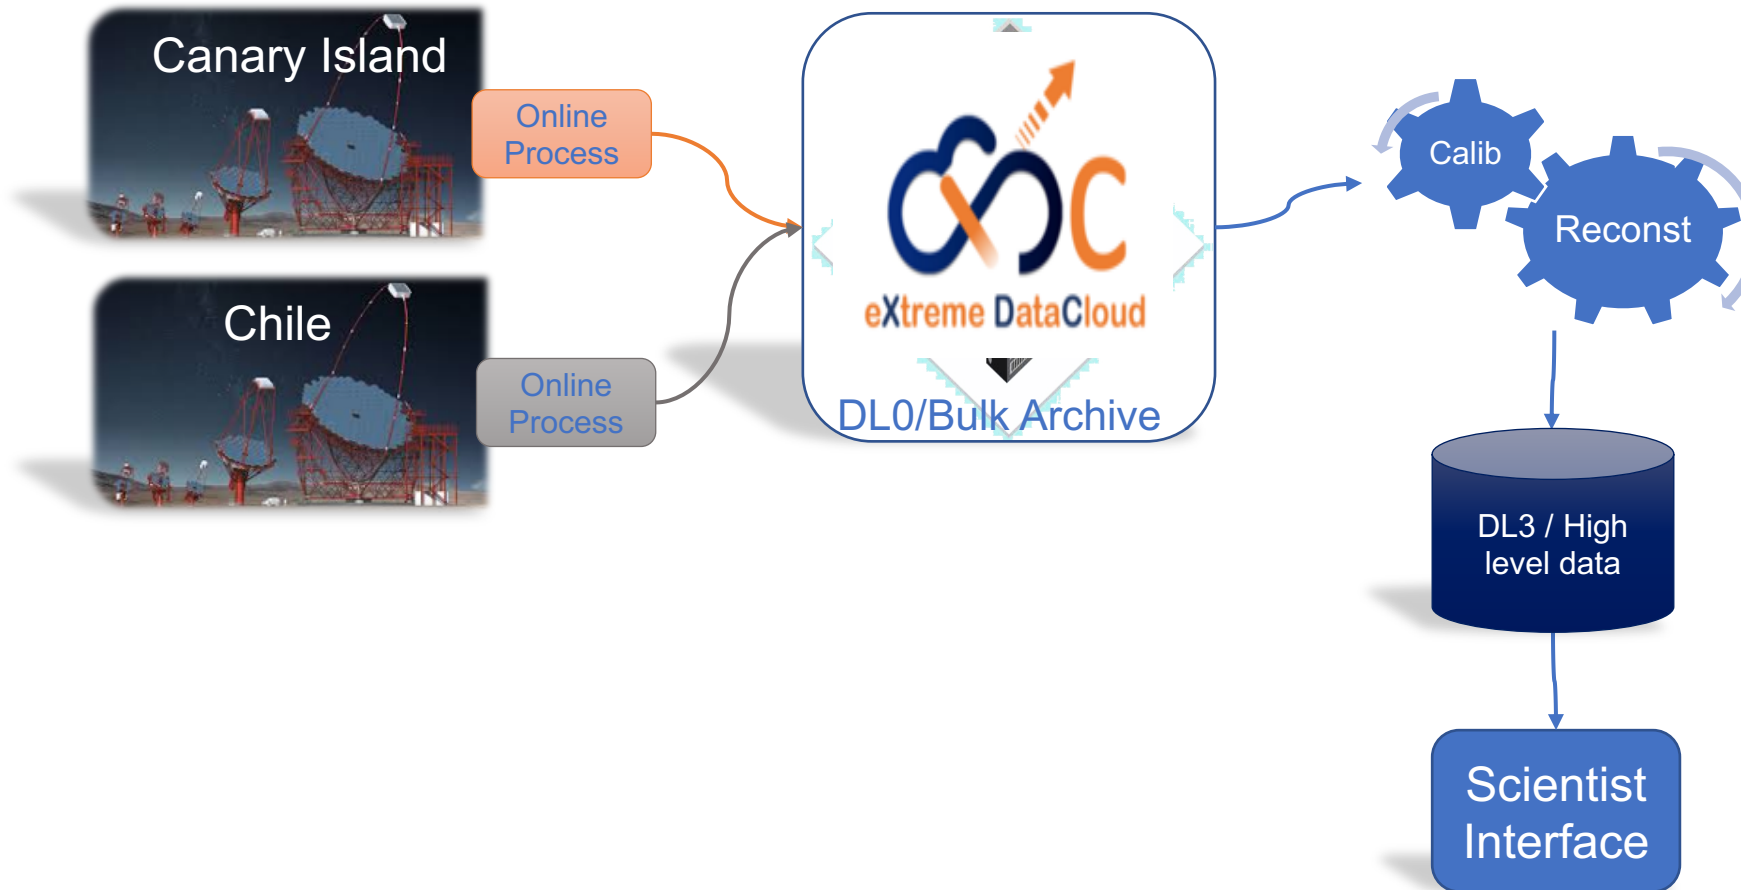 Canary Island
Online
Process
Chile
Online
Process
eXtreme DataCloud
DL0/Bulk Archive
Calib
Reconst
DL3 / High
level data
Scientist
Interface